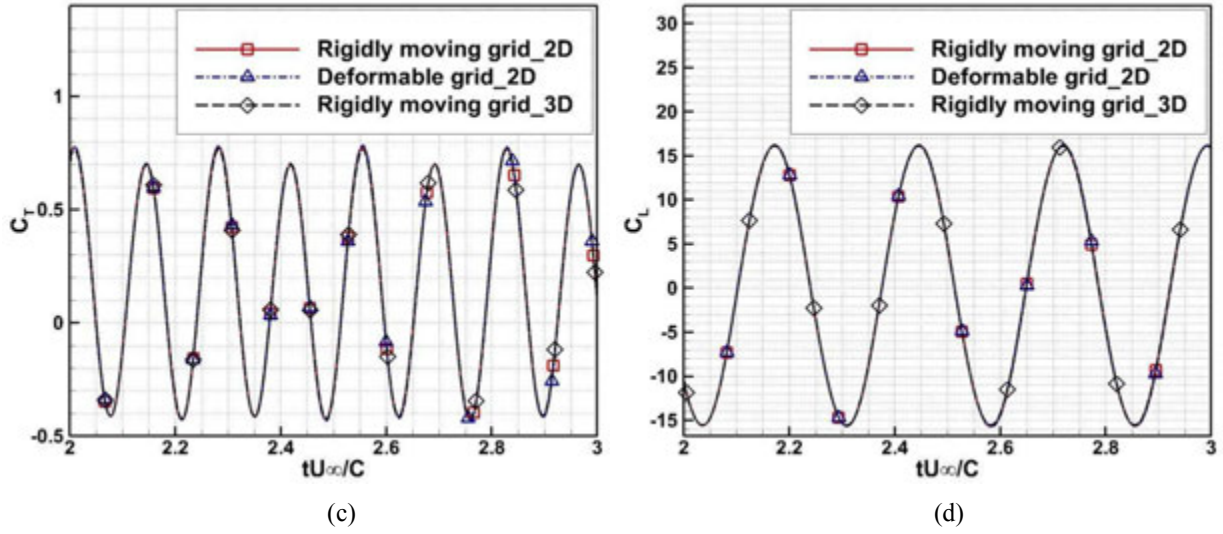 Rigidly moving grid_2D
Deformable grid_2D
Rigidly moving grid_3D
1
0.5
0
-0.5
C_T
2
2.2
2.4
2.6
2.8
3
tU∞/C
(c)
Rigidly moving grid_2D
Deformable grid_2D
Rigidly moving grid_3D
30
25
20
15
10
5
0
-5
-10
-15
C_L
2
2.2
2.4
2.6
2.8
3
tU∞/C
(d)